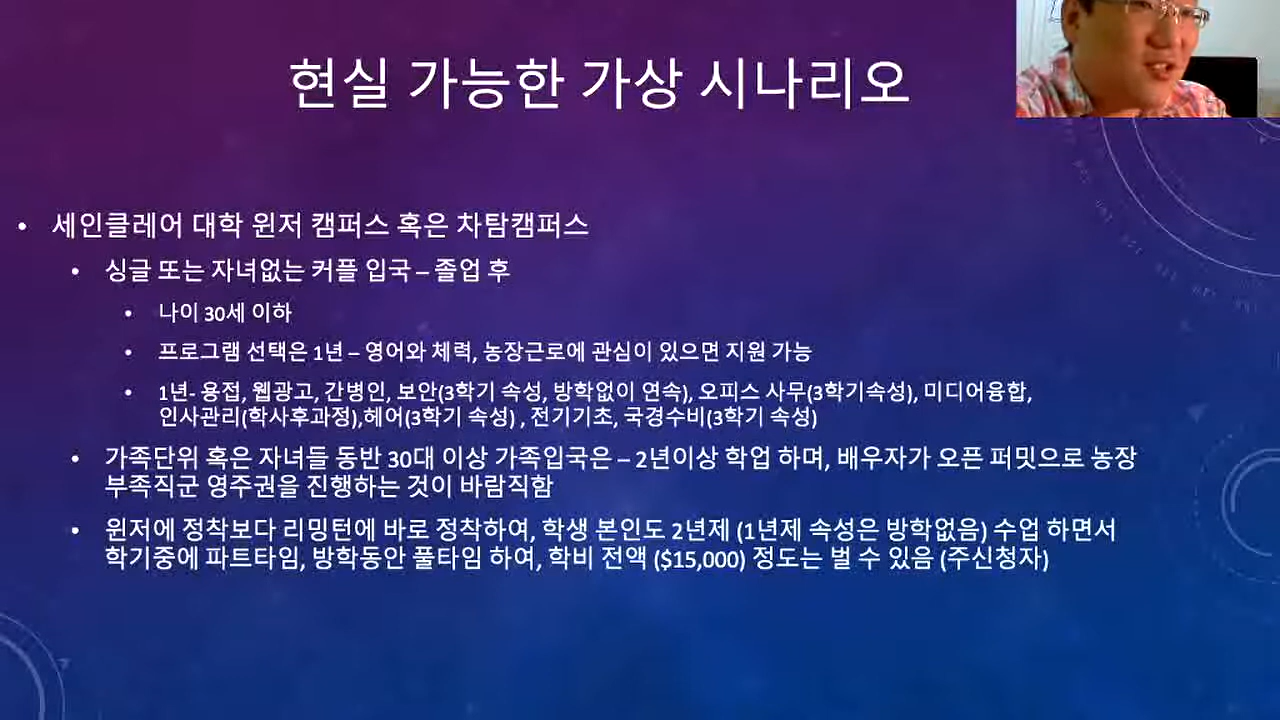 현실 가능한 가상 시나리오
• 세인클레어 대학 윈저 캠퍼스 혹은 차탐캠퍼스
• 싱글 또는 자녀없는 커플 입국 – 졸업 후
• 나이 30세 이하
• 프로그램 선택은 1년 – 영어와 체력, 농장근로에 관심이 있으면 지원 가능
• 1년- 용접, 웹광고, 간병인, 보안(3학기 속성, 방학없이 연속), 오피스 사무(3학기속성), 미디어융합,
인사관리(학사후과정),헤어(3학기 속성) , 전기기초, 국경수비(3학기 속성)
• 가족단위 혹은 자녀들 동반 30대 이상 가족입국은 – 2년이상 학업 하며, 배우자가 오픈 퍼밋으로 농장
부족직군 영주권을 진행하는 것이 바람직함
• 윈저에 정착보다 리밍턴에 바로 정착하여, 학생 본인도 2년제 (1년제 속성은 방학없음) 수업 하면서
학기중에 파트타임, 방학동안 풀타임 하여, 학비 전액 ($15,000) 정도는 벌 수 있음 (주신청자)